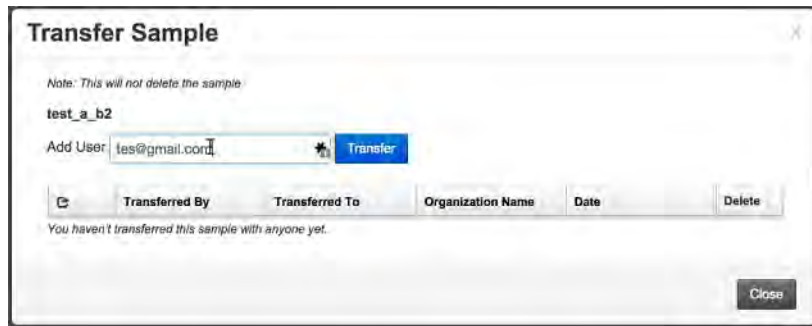 Transfer Sample
X
Note: This will not delete the sample
test_a_b2
Add User tes@gmail.com Transfer
Transferred By Transferred To Organization Name Date Delete
You haven't transferred this sample with anyone yet.
Close